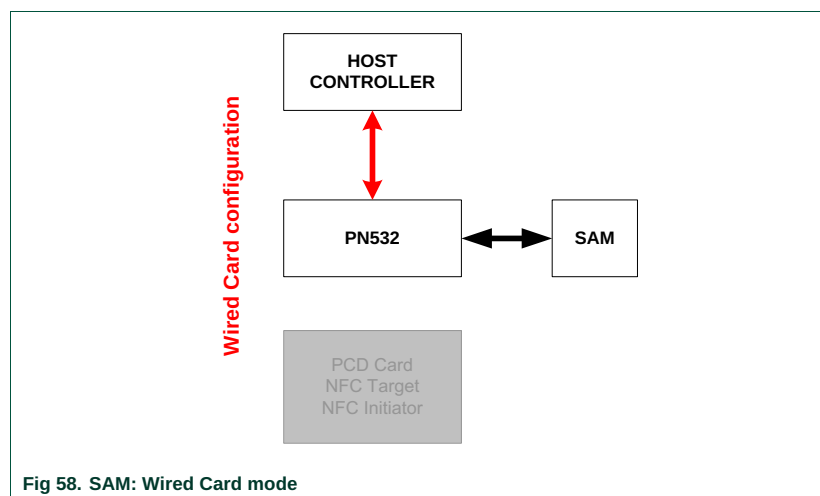 HOST
CONTROLLER
Wired Card configuration
PN532
SAM
PCD Card
NFC Target
NFC Initiator
Fig 58. SAM: Wired Card mode